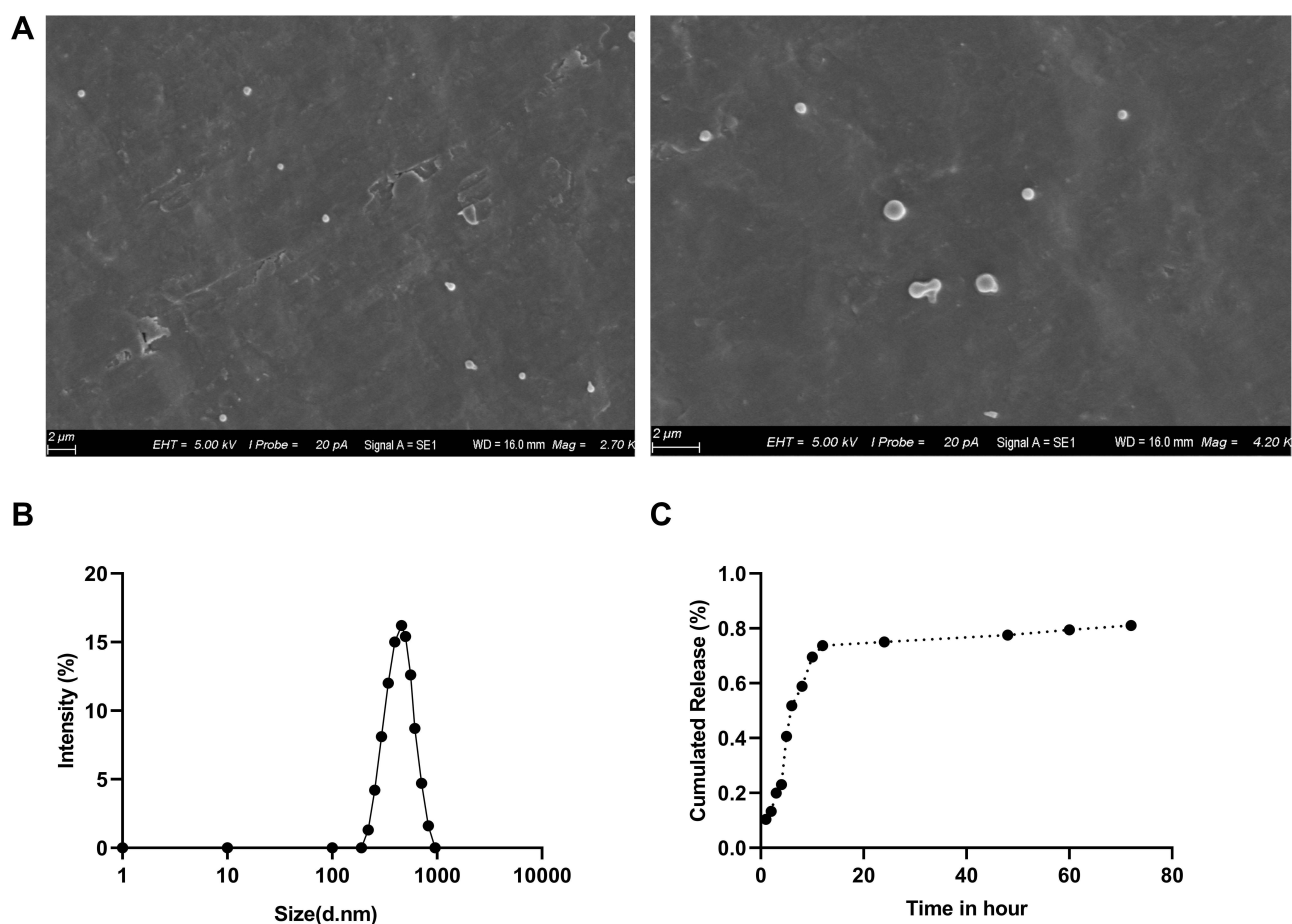 A
2 µm
EHT = 5.00 kV I Probe = 20 pA Signal A = SE1 WD = 16.0 mm Mag = 2.70 K
2 µm
EHT = 5.00 kV I Probe = 20 pA Signal A = SE1 WD = 16.0 mm Mag = 4.20 K
B
20
15
10
5
0
Intensity (%)
1 10 100 1000 10000
Size(d.nm)
C
1.0
0.8
0.6
0.4
0.2
0.0
Cumulated Release (%)
0 20 40 60 80
Time in hour